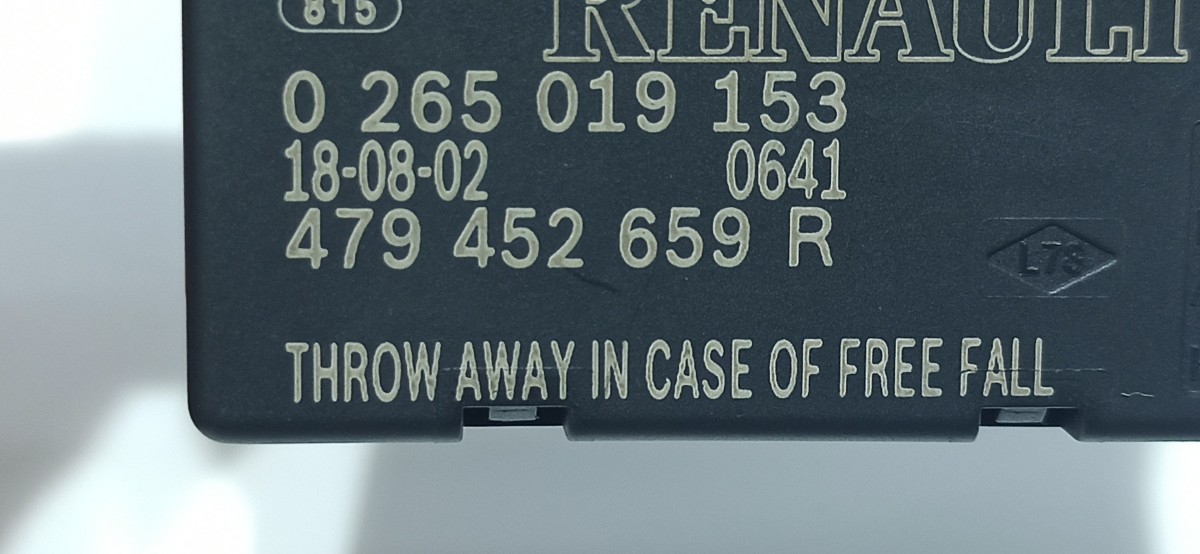 815
RENAULT
0 265 019 153
18-08-02 0641
479 452 659 R
L73
THROW AWAY IN CASE OF FREE FALL